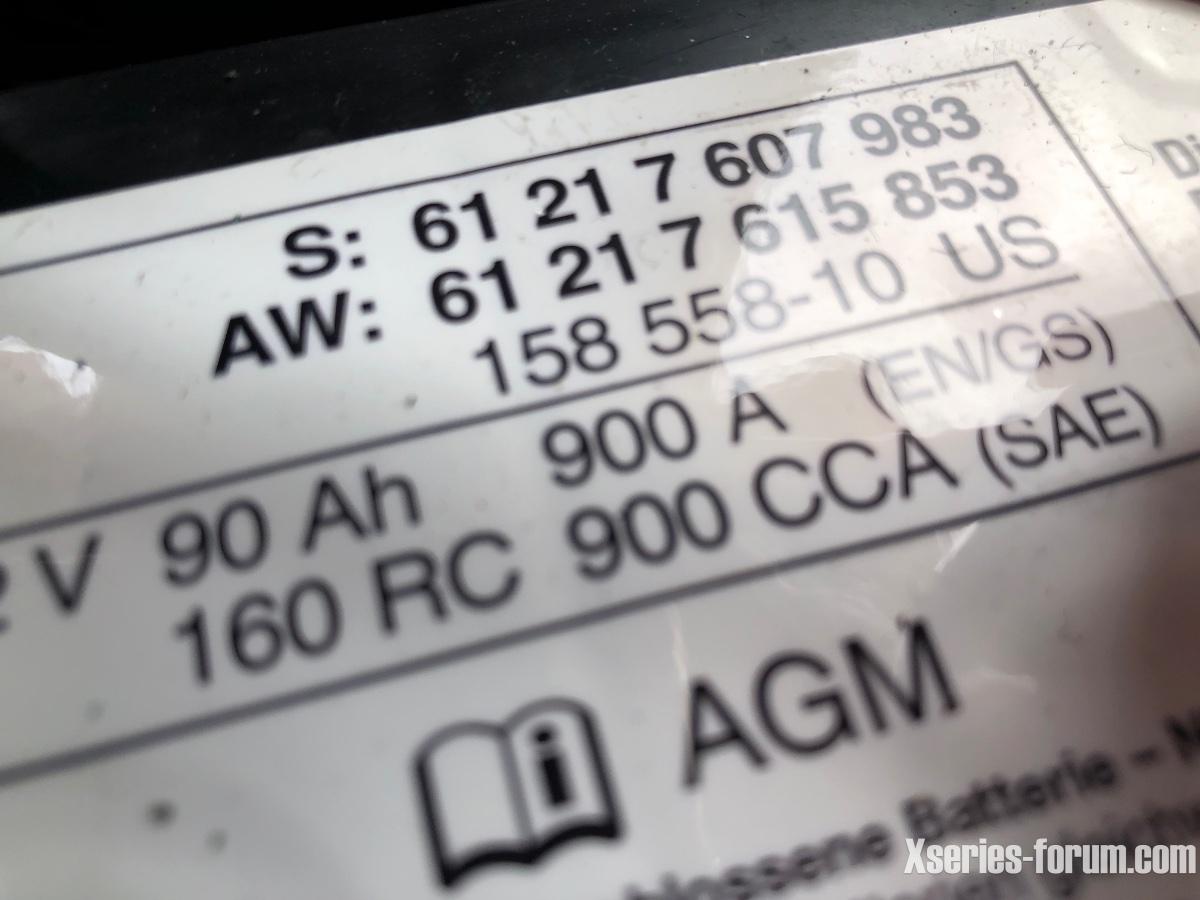 S: 61 21 7 607 983
AW: 61 21 7 615 853
158 558-10 US
V 90 Ah 900 A (EN/GS)
160 RC 900 CCA (SAE)
AGM
Batterie –
Xseries-forum.com